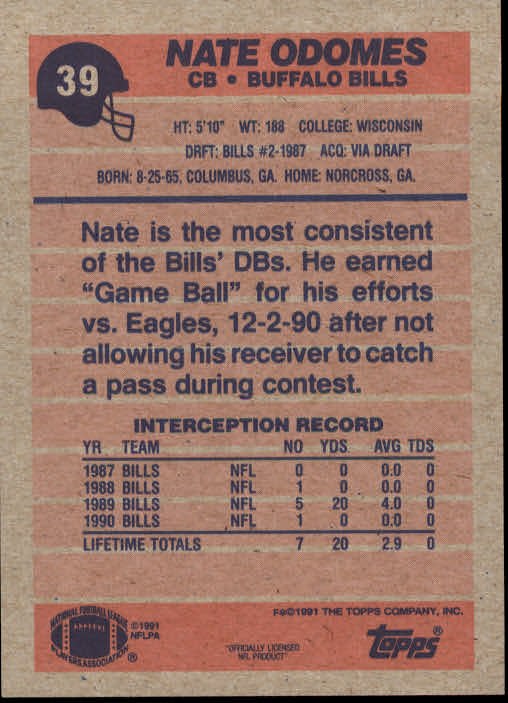 39
NATE ODOMES
CB • BUFFALO BILLS
HT: 5'10" WT: 188 COLLEGE: WISCONSIN
DRFT: BILLS #2-1987 ACQ: VIA DRAFT
BORN: 8-25-65, COLUMBUS, GA. HOME: NORCROSS, GA.
Nate is the most consistent
of the Bills' DBs. He earned
"Game Ball" for his efforts
vs. Eagles, 12-2-90 after not
allowing his receiver to catch
a pass during contest.
INTERCEPTION RECORD
YR TEAM NO YDS AVG TDS
1987 BILLS NFL 0 0 0.0 0
1988 BILLS NFL 1 0 0.0 0
1989 BILLS NFL 5 20 4.0 0
1990 BILLS NFL 1 0 0.0 0
LIFETIME TOTALS 7 20 2.9 0
NATIONAL FOOTBALL LEAGUE
PLAYERS ASSOCIATION
©1991
NFLPA
F9©1991 THE TOPPS COMPANY, INC.
"OFFICIALLY LICENSED
NFL PRODUCT"
topps®